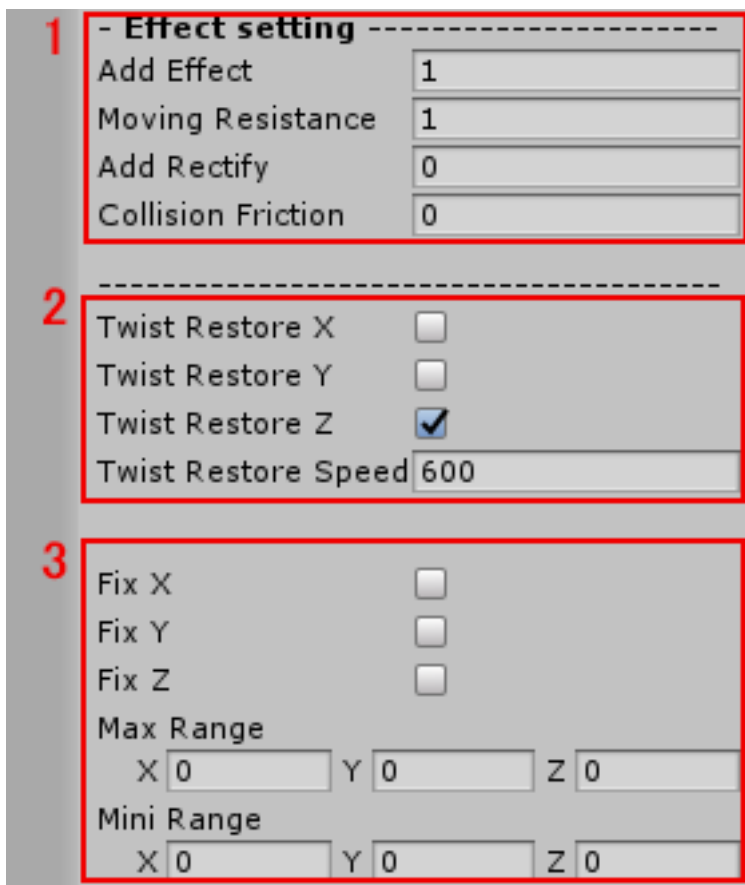 1
- Effect setting ----------------------
Add Effect 1
Moving Resistance 1
Add Rectify 0
Collision Friction 0
---------------------------------------
2
Twist Restore X
Twist Restore Y
Twist Restore Z
Twist Restore Speed 600
3
Fix X
Fix Y
Fix Z
Max Range
X 0 Y 0 Z 0
Mini Range
X 0 Y 0 Z 0